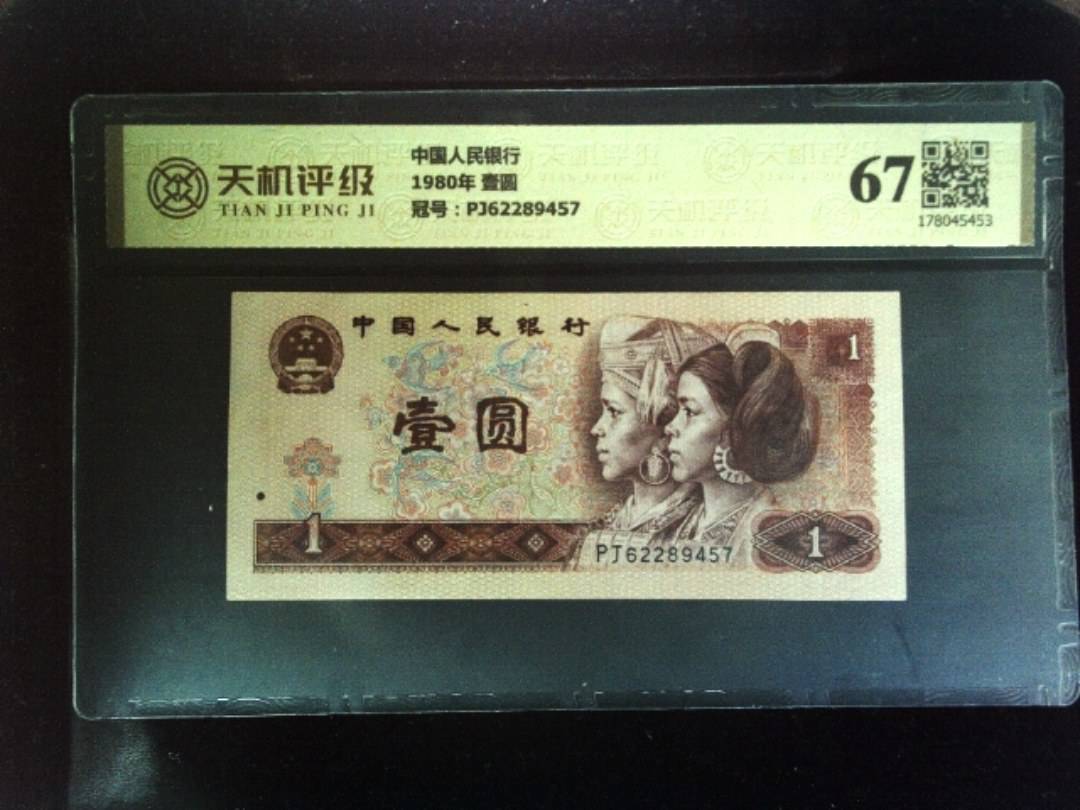 天机评级
TIAN JI PING JI
中国人民银行
1980年 壹圆
冠号：PJ62289457
67
178045453
中国人民银行
1
壹圆
1
PJ62289457
1